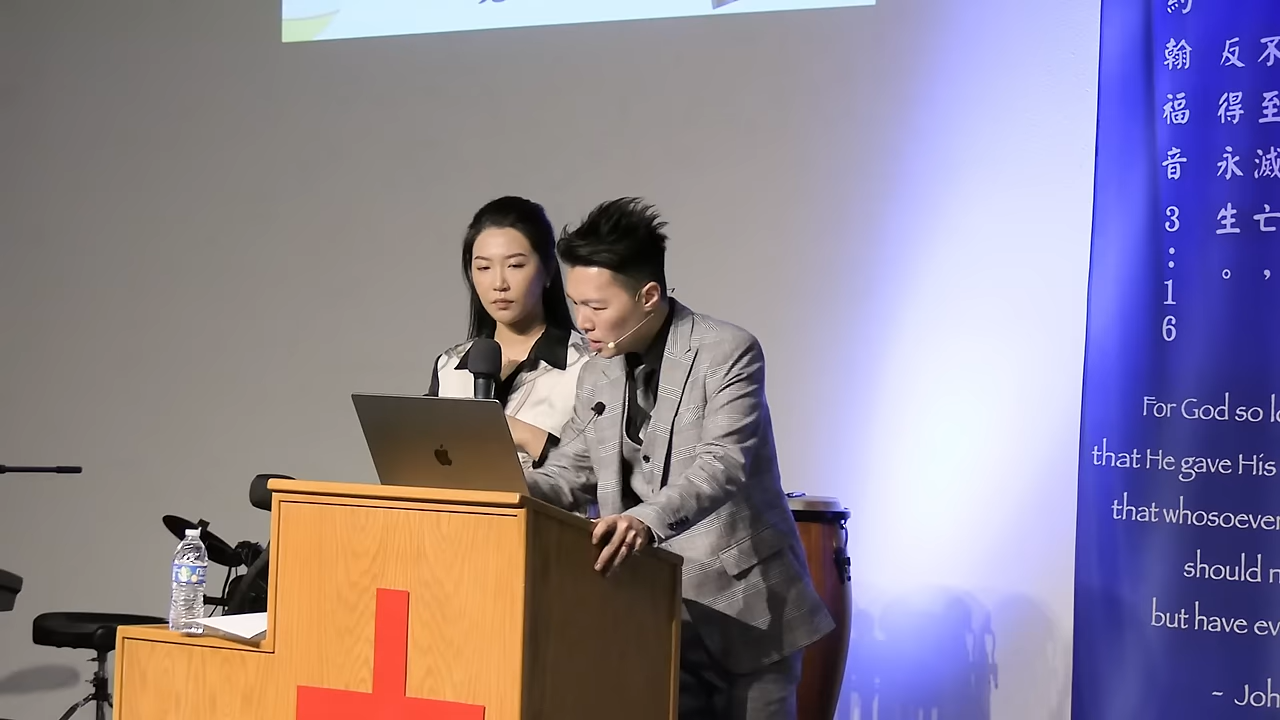 不至滅亡，
反得永生。
約翰福音 3:16
For God so
that He gave His
that whosoever
should
but have
- Joh